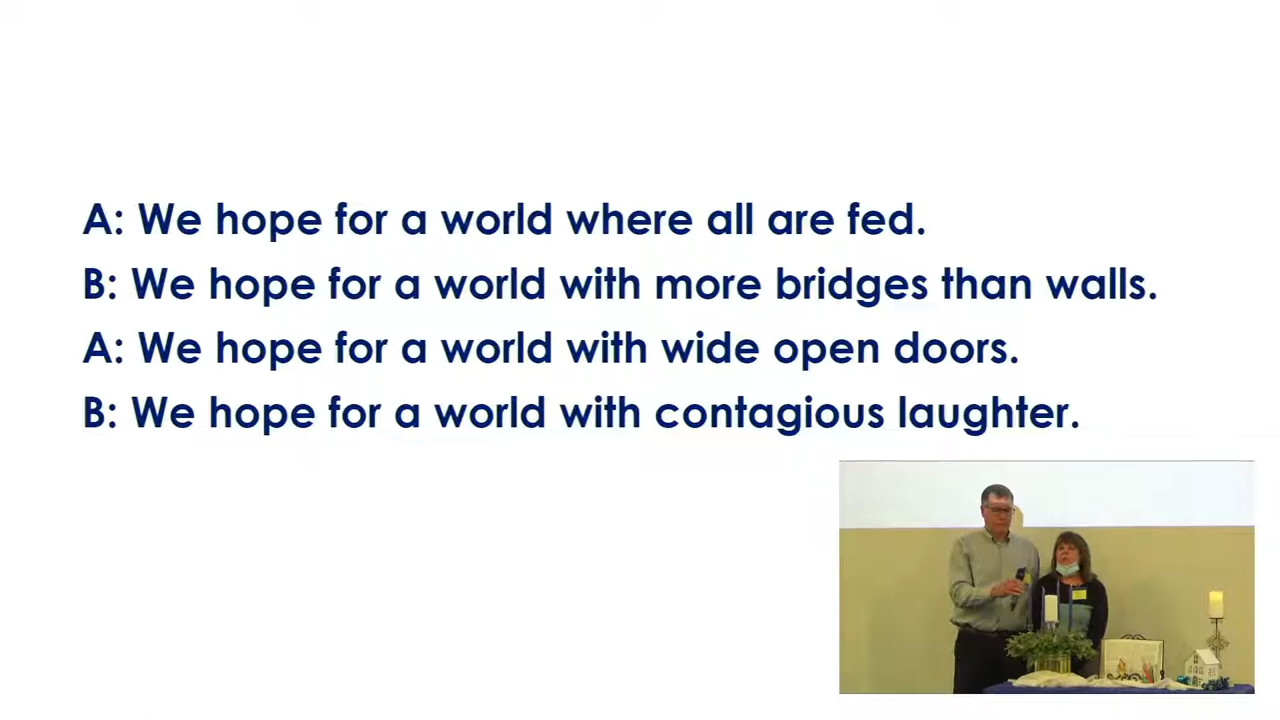 A: We hope for a world where all are fed.
B: We hope for a world with more bridges than walls.
A: We hope for a world with wide open doors.
B: We hope for a world with contagious laughter.